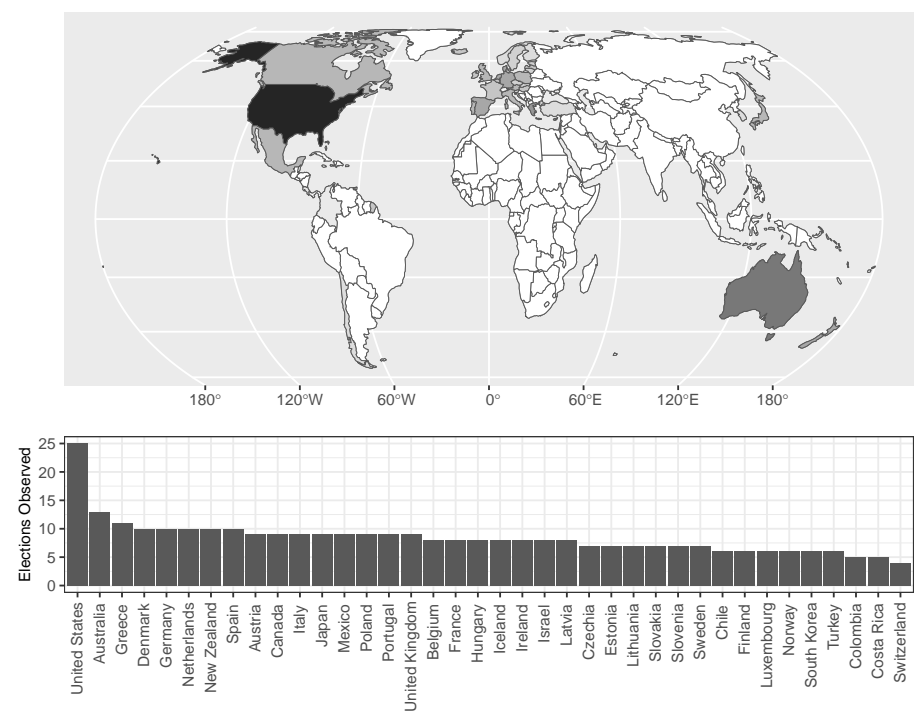 180°
120°W
60°W
0°
60°E
120°E
180°
Elections Observed
25
20
15
10
5
0
United States
Australia
Greece
Denmark
Germany
Netherlands
New Zealand
Spain
Austria
Canada
Italy
Japan
Mexico
Poland
Portugal
United Kingdom
Belgium
France
Hungary
Iceland
Ireland
Israel
Latvia
Czechia
Estonia
Lithuania
Slovakia
Slovenia
Sweden
Chile
Finland
Luxembourg
Norway
South Korea
Turkey
Colombia
Costa Rica
Switzerland